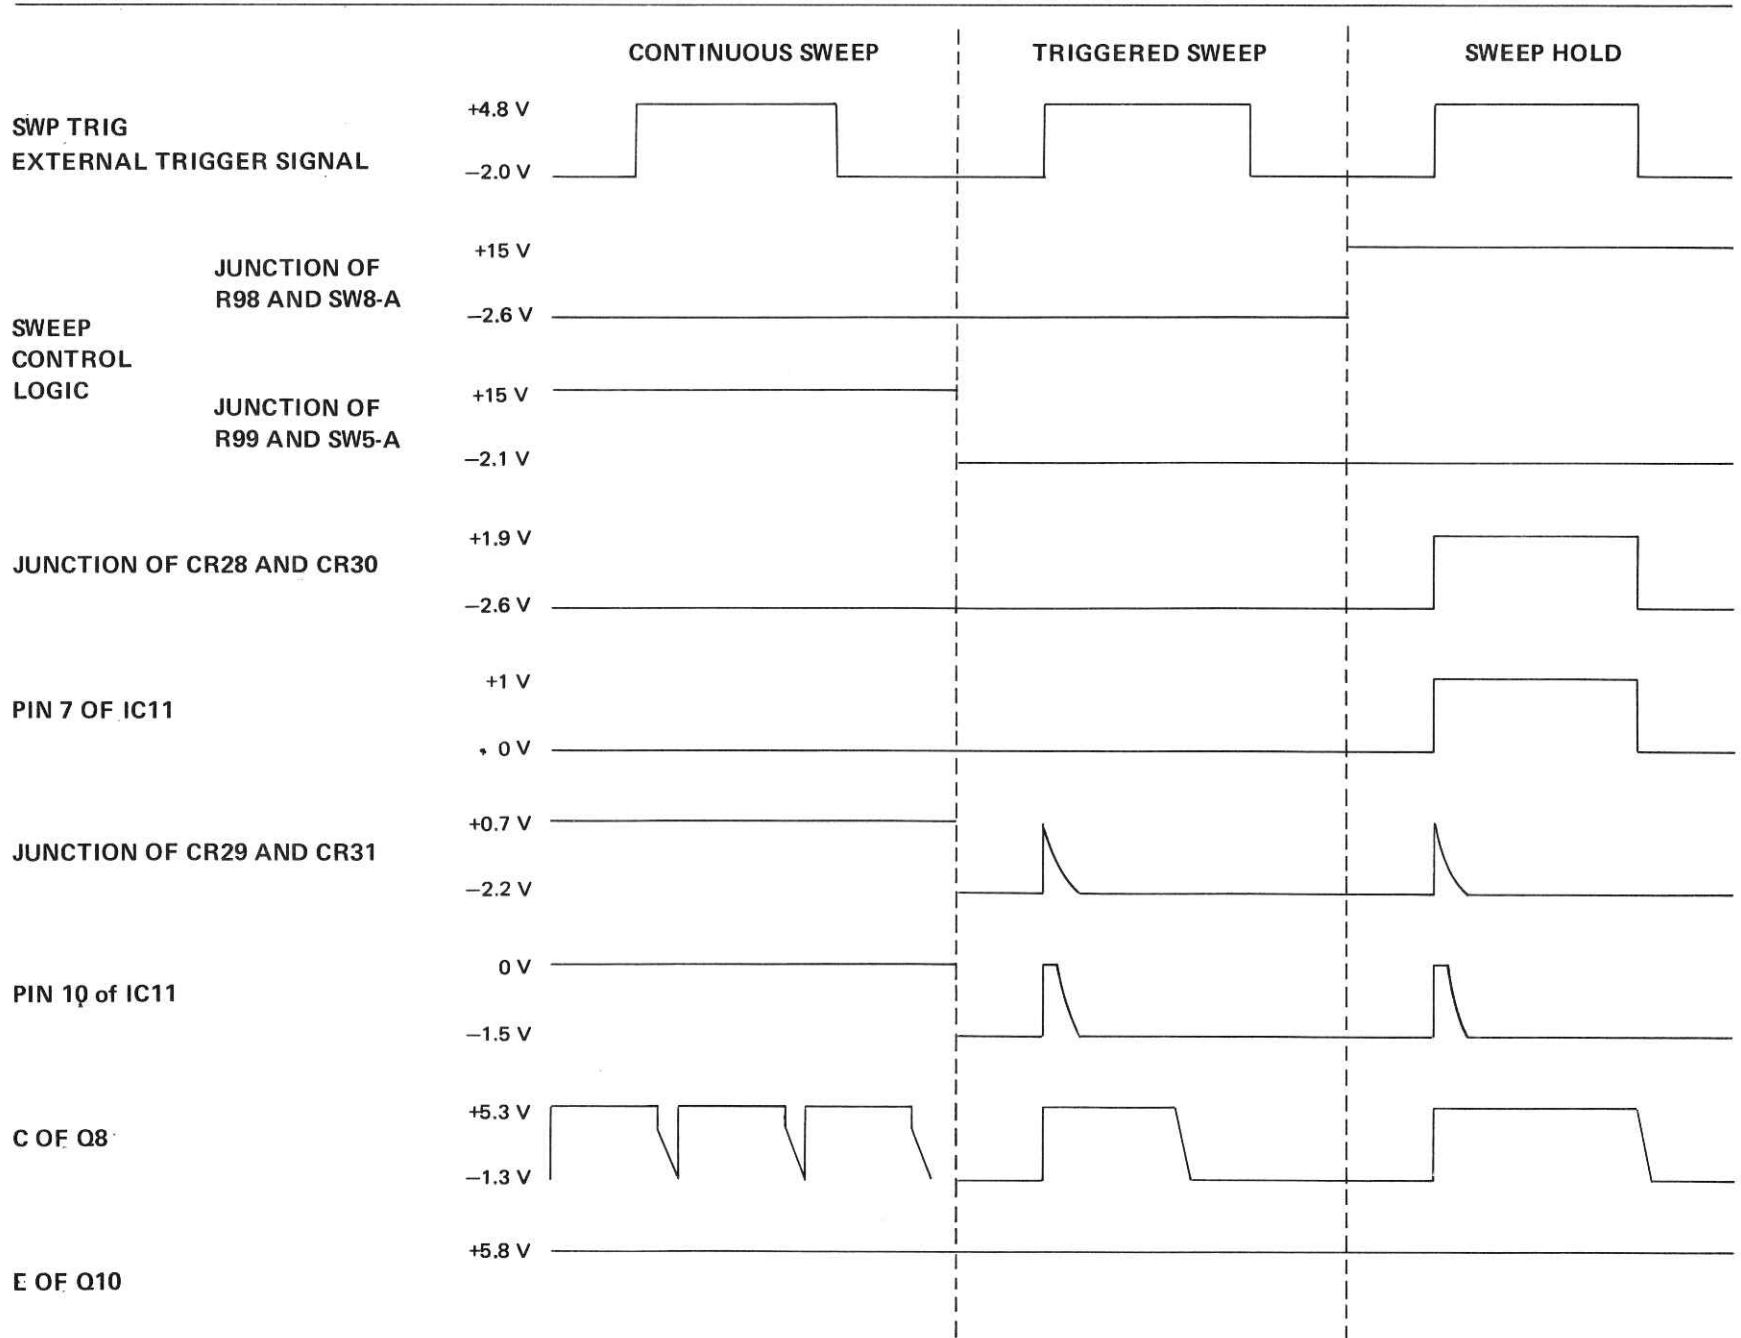 CONTINUOUS SWEEP
TRIGGERED SWEEP
SWEEP HOLD
SWP TRIG
EXTERNAL TRIGGER SIGNAL
+4.8 V
−2.0 V
SWEEP
CONTROL
LOGIC
JUNCTION OF
R98 AND SW8-A
+15 V
−2.6 V
JUNCTION OF
R99 AND SW5-A
+15 V
−2.1 V
JUNCTION OF CR28 AND CR30
+1.9 V
−2.6 V
PIN 7 OF IC11
+1 V
0 V
JUNCTION OF CR29 AND CR31
+0.7 V
−2.2 V
PIN 10 of IC11
0 V
−1.5 V
C OF Q8
+5.3 V
−1.3 V
E OF Q10
+5.8 V